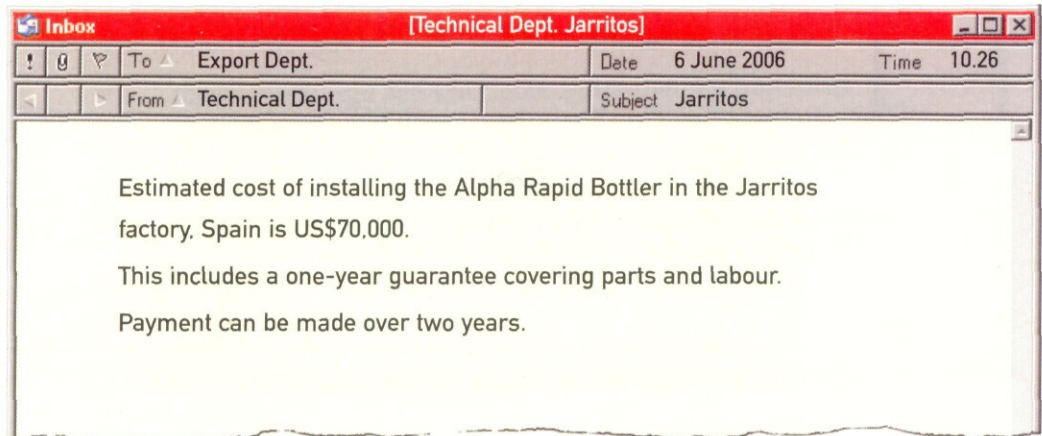 Inbox [Technical Dept. Jarritos]
! To Export Dept. Date 6 June 2006 Time 10.26
From Technical Dept. Subject Jarritos
Estimated cost of installing the Alpha Rapid Bottler in the Jarritos
factory, Spain is US$70,000.
This includes a one-year guarantee covering parts and labour.
Payment can be made over two years.